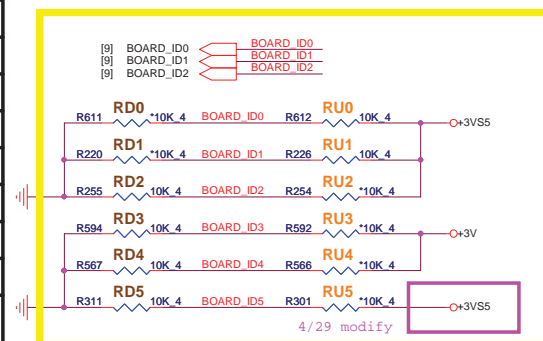 [9] BOARD_ID0 BOARD_ID0
[9] BOARD_ID1 BOARD_ID1
[9] BOARD_ID2 BOARD_ID2
RD0 RU0
R611 *10K_4 BOARD_ID0 R612 10K_4 +3VS5
RD1 RU1
R220 *10K_4 BOARD_ID1 R226 10K_4
RD2 RU2
R255 10K_4 BOARD_ID2 R254 *10K_4
RD3 RU3
R594 10K_4 BOARD_ID3 R592 *10K_4 +3V
RD4 RU4
R567 10K_4 BOARD_ID4 R566 *10K_4
RD5 RU5
R311 10K_4 BOARD_ID5 R301 *10K_4 +3VS5
4/29 modify